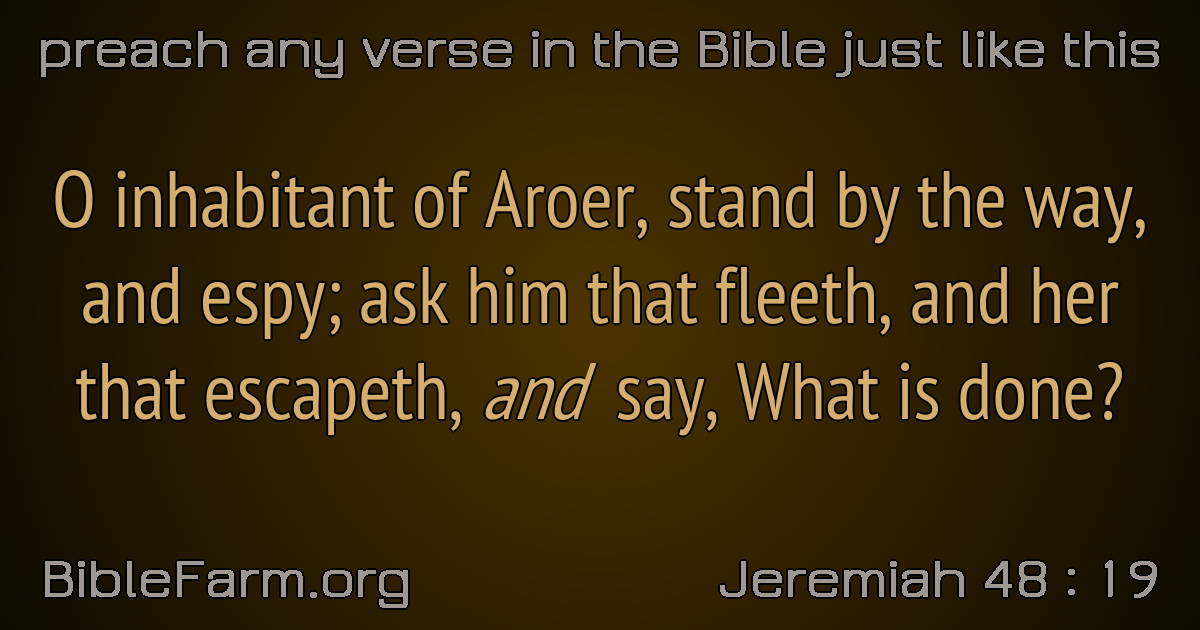 preach any verse in the Bible just like this
O inhabitant of Aroer, stand by the way,
and espy; ask him that fleeth, and her
that escapeth, and say, What is done?
BibleFarm.org
Jeremiah 48 : 19